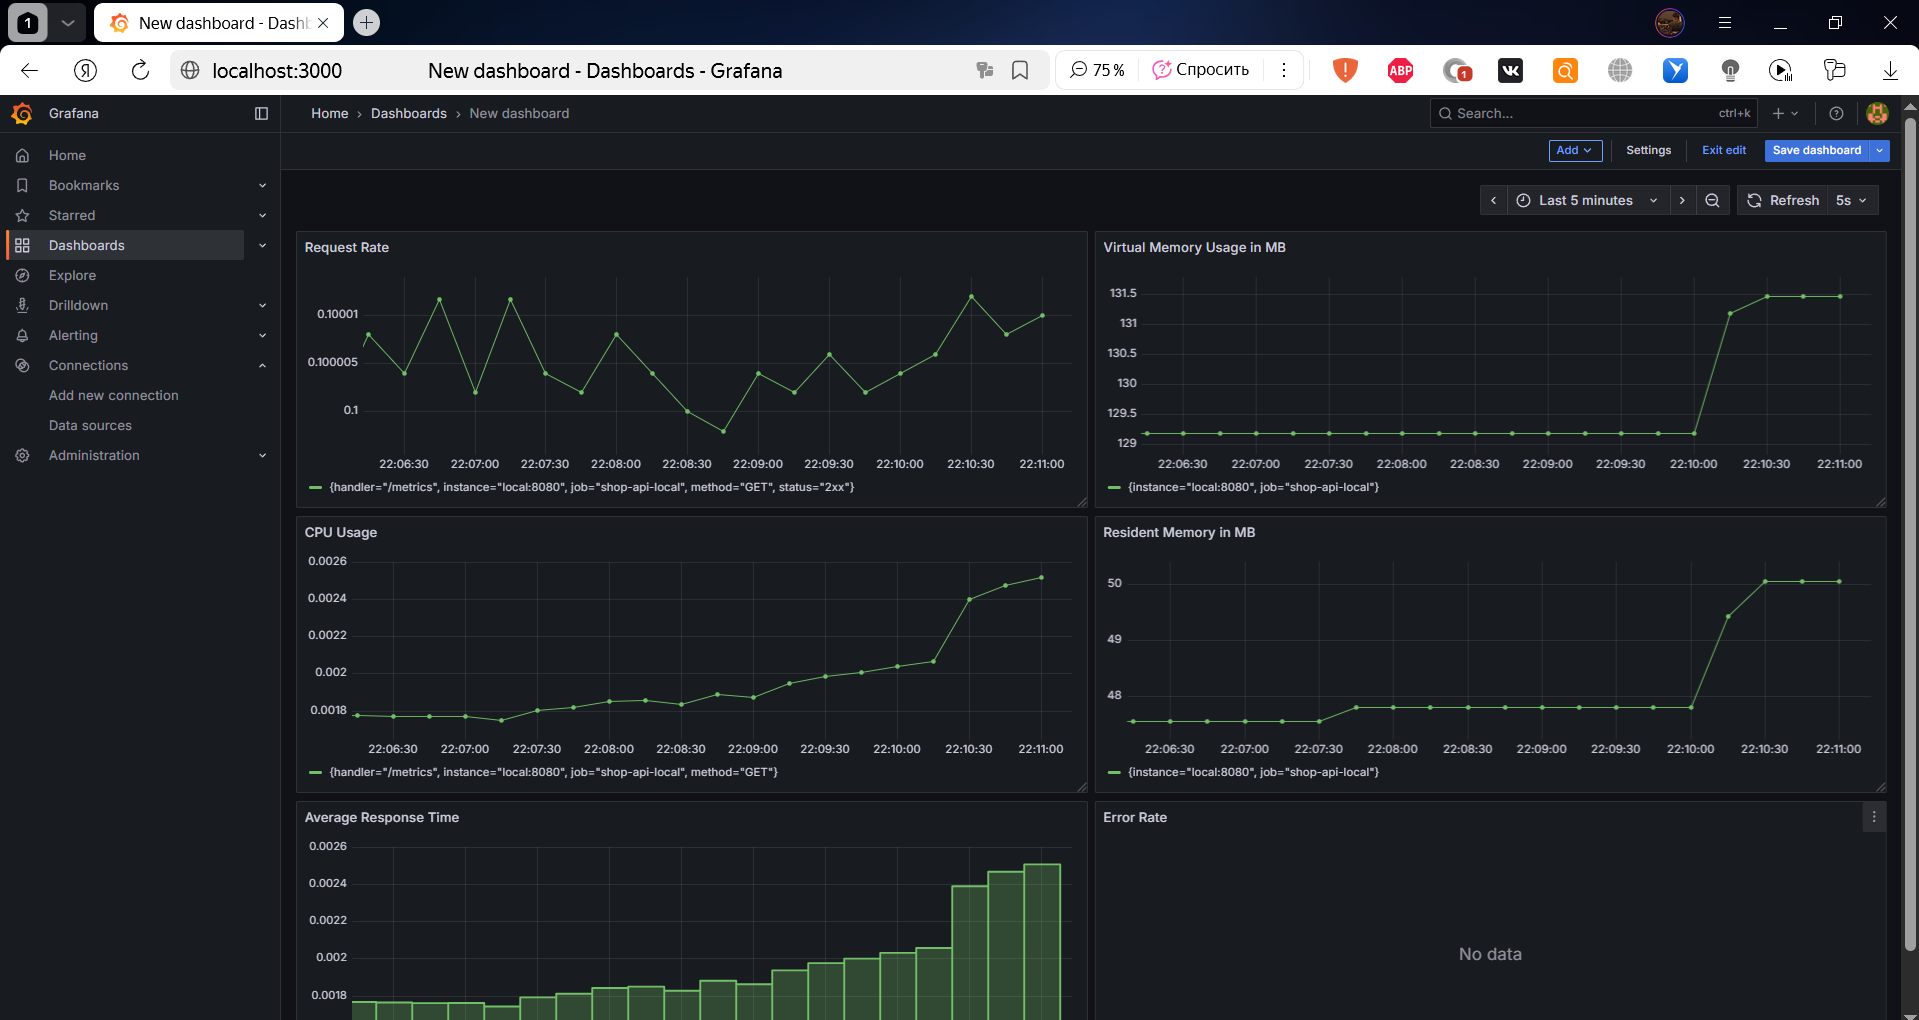 1
New dashboard - Dashb
localhost:3000
New dashboard - Dashboards - Grafana
75 %
Спросить
ABP
1
Grafana
Home › Dashboards › New dashboard
Search...
ctrl+k
Home
Bookmarks
Starred
Dashboards
Explore
Drilldown
Alerting
Connections
Add new connection
Data sources
Administration
Add
Settings
Exit edit
Save dashboard
Last 5 minutes
Refresh
5s
Request Rate
0.10001
0.100005
0.1
22:06:30 22:07:00 22:07:30 22:08:00 22:08:30 22:09:00 22:09:30 22:10:00 22:10:30 22:11:00
{handler="/metrics", instance="local:8080", job="shop-api-local", method="GET", status="2xx"}
Virtual Memory Usage in MB
131.5
131
130.5
130
129.5
129
22:06:30 22:07:00 22:07:30 22:08:00 22:08:30 22:09:00 22:09:30 22:10:00 22:10:30 22:11:00
{instance="local:8080", job="shop-api-local"}
CPU Usage
0.0026
0.0024
0.0022
0.002
0.0018
22:06:30 22:07:00 22:07:30 22:08:00 22:08:30 22:09:00 22:09:30 22:10:00 22:10:30 22:11:00
{handler="/metrics", instance="local:8080", job="shop-api-local", method="GET"}
Resident Memory in MB
50
49
48
22:06:30 22:07:00 22:07:30 22:08:00 22:08:30 22:09:00 22:09:30 22:10:00 22:10:30 22:11:00
{instance="local:8080", job="shop-api-local"}
Average Response Time
0.0026
0.0024
0.0022
0.002
0.0018
Error Rate
No data